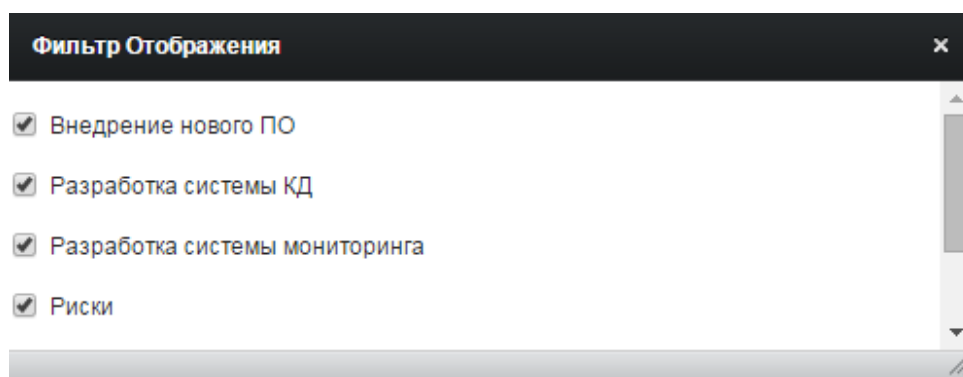 Фильтр Отображения
Внедрение нового ПО
Разработка системы КД
Разработка системы мониторинга
Риски